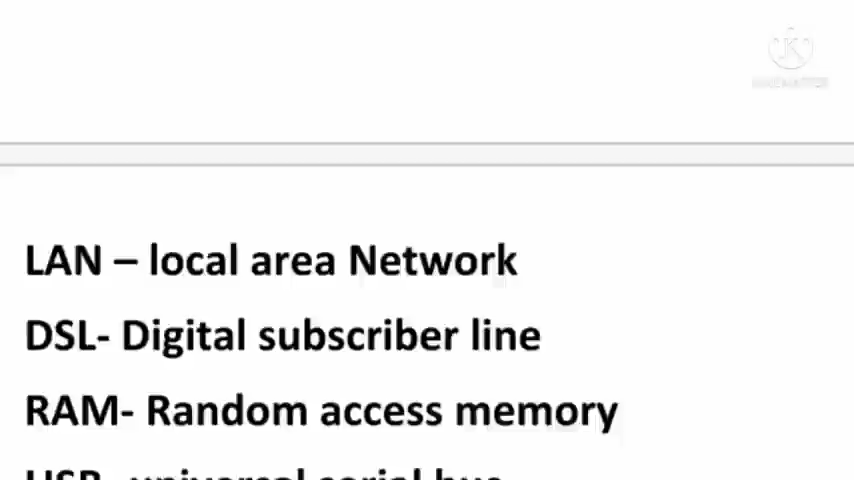 LAN – local area Network
DSL- Digital subscriber line
RAM- Random access memory
USB- universal serial bus